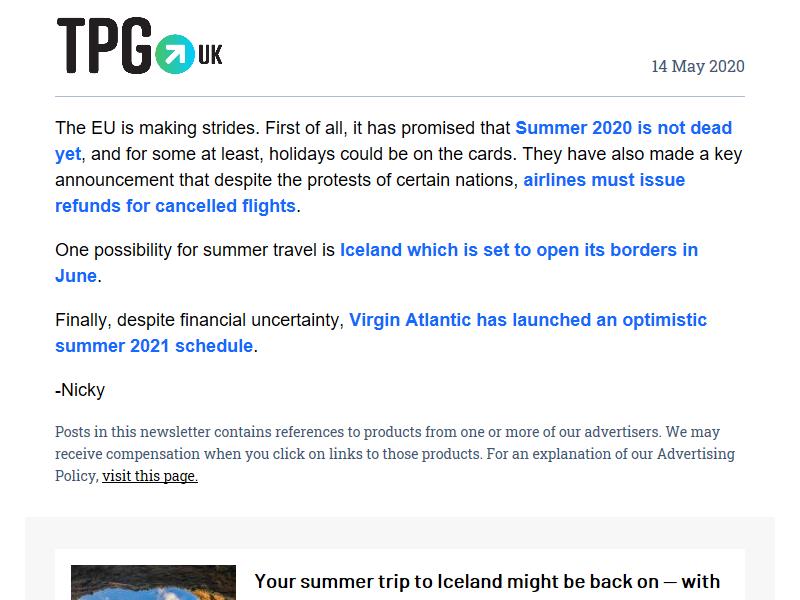 TPG UK
14 May 2020
The EU is making strides. First of all, it has promised that Summer 2020 is not dead
yet, and for some at least, holidays could be on the cards. They have also made a key
announcement that despite the protests of certain nations, airlines must issue
refunds for cancelled flights.
One possibility for summer travel is Iceland which is set to open its borders in
June.
Finally, despite financial uncertainty, Virgin Atlantic has launched an optimistic
summer 2021 schedule.
-Nicky
Posts in this newsletter contains references to products from one or more of our advertisers. We may
receive compensation when you click on links to those products. For an explanation of our Advertising
Policy, visit this page.
Your summer trip to Iceland might be back on — with